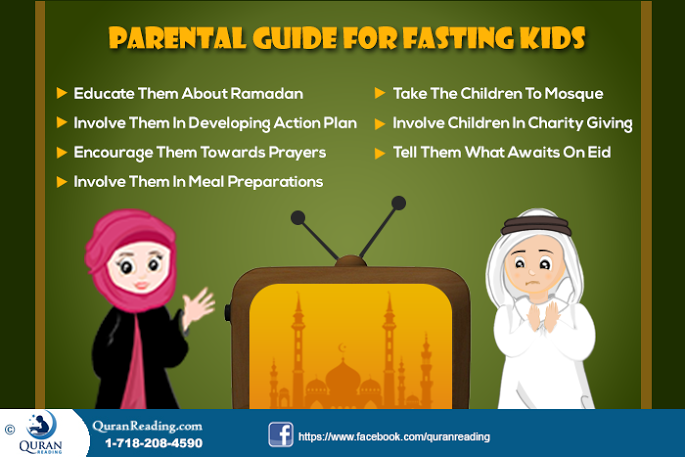 PARENTAL GUIDE FOR FASTING KIDS
Educate Them About Ramadan
Involve Them In Developing Action Plan
Encourage Them Towards Prayers
Involve Them In Meal Preparations
Take The Children To Mosque
Involve Children In Charity Giving
Tell Them What Awaits On Eid
©
QURAN
READING
QuranReading.com
1-718-208-4590
f
https://www.facebook.com/quranreading